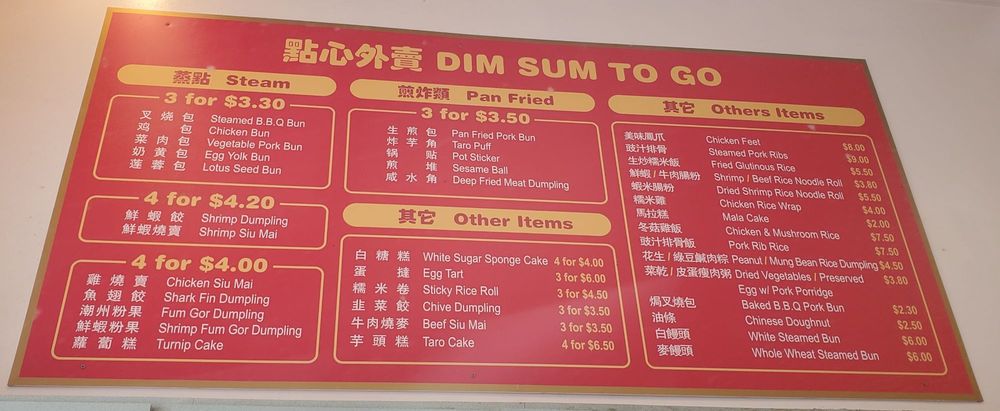 點心外賣 DIM SUM TO GO
蒸點 Steam
3 for $3.30
叉燒包 Steamed B.B.Q Bun
鸡包 Chicken Bun
菜肉包 Vegetable Pork Bun
奶黄包 Egg Yolk Bun
蓮蓉包 Lotus Seed Bun
4 for $4.20
鮮蝦餃 Shrimp Dumpling
鮮蝦燒賣 Shrimp Siu Mai
4 for $4.00
雞燒賣 Chicken Siu Mai
魚翅餃 Shark Fin Dumpling
潮州粉果 Fum Gor Dumpling
鮮蝦粉果 Shrimp Fum Gor Dumpling
蘿蔔糕 Turnip Cake
煎炸類 Pan Fried
3 for $3.50
生煎包 Pan Fried Pork Bun
炸芋角 Taro Puff
锅贴 Pot Sticker
煎堆 Sesame Ball
咸水角 Deep Fried Meat Dumpling
其它 Other Items
白糖糕 White Sugar Sponge Cake 4 for $4.00
蛋撻 Egg Tart 3 for $6.00
糯米卷 Sticky Rice Roll 3 for $4.50
韭菜餃 Chive Dumpling 3 for $3.50
牛肉燒麥 Beef Siu Mai 3 for $3.50
芋頭糕 Taro Cake 4 for $6.50
其它 Others Items
美味鳳爪 Chicken Feet $8.00
豉汁排骨 Steamed Pork Ribs $9.00
生炒糯米飯 Fried Glutinous Rice $5.50
鮮蝦/牛肉腸粉 Shrimp / Beef Rice Noodle Roll $3.80
蝦米腸粉 Dried Shrimp Rice Noodle Roll $5.50
糯米雞 Chicken Rice Wrap $4.00
馬拉糕 Mala Cake $2.00
冬菇雞飯 Chicken & Mushroom Rice $7.50
豉汁排骨飯 Pork Rib Rice $7.50
花生/綠豆鹹肉粽 Peanut / Mung Bean Rice Dumpling $4.50
菜乾/皮蛋瘦肉粥 Dried Vegetables / Preserved $3.80
Egg w/ Pork Porridge
焗叉燒包 Baked B.B.Q Pork Bun $2.30
油條 Chinese Doughnut $2.50
白饅頭 White Steamed Bun $6.00
麥饅頭 Whole Wheat Steamed Bun $6.00